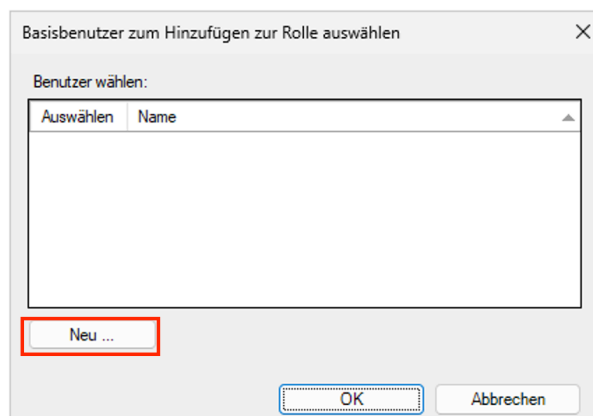 Basisbenutzer zum Hinzufügen zur Rolle auswählen
Benutzer wählen:
Auswählen Name
Neu ...
OK Abbrechen